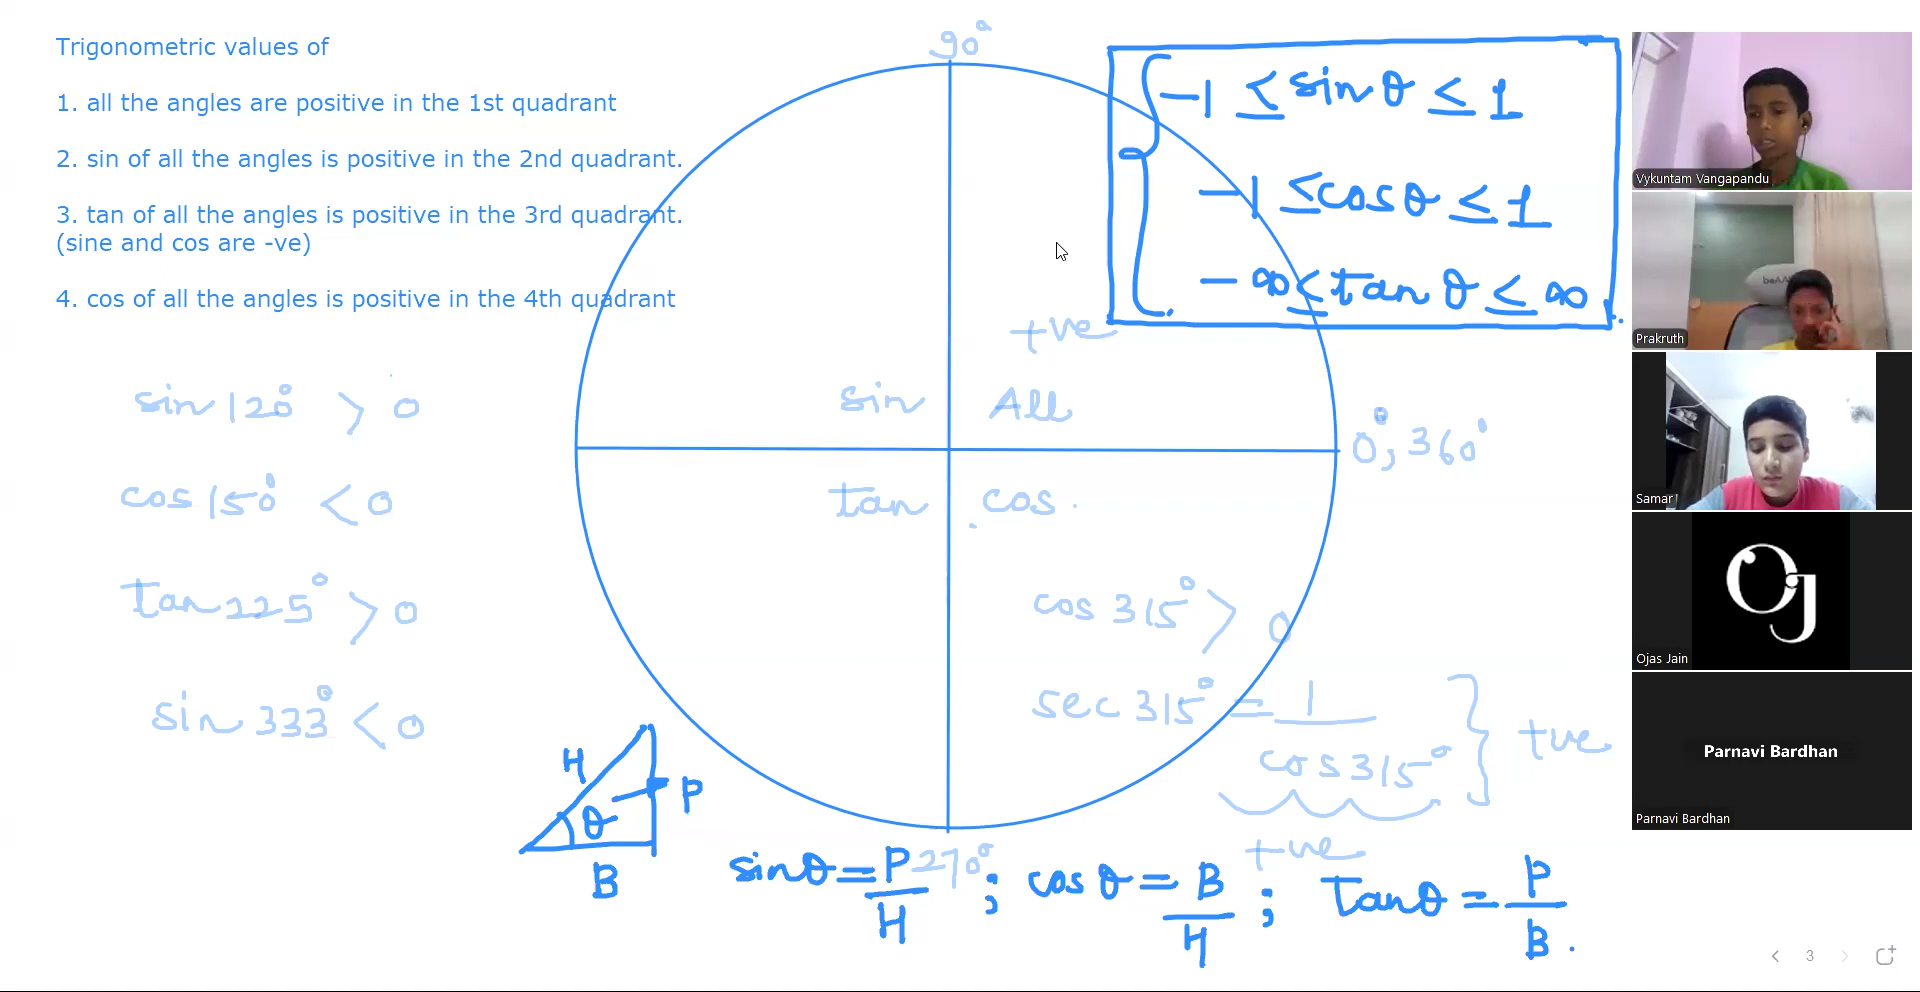 Trigonometric values of
1. all the angles are positive in the 1st quadrant
2. sin of all the angles is positive in the 2nd quadrant.
3. tan of all the angles is positive in the 3rd quadrant.
(sine and cos are -ve)
4. cos of all the angles is positive in the 4th quadrant
sin 120° > 0
cos 150° < 0
tan 225° > 0
sin 333° < 0
90°
-1 ≤ sin θ ≤ 1
-1 ≤ cos θ ≤ 1
-∞ ≤ tan θ ≤ ∞
+ve
sin All
0°, 360°
tan cos
cos 315° > 0
sec 315° = 1
cos 315°
+ve
+ve
270°
H
θ
P
B
sin θ = P/H ; cos θ = B/H ; tan θ = P/B .
Vykuntam Vangapandu
Prakruth
Samar
OJ
Ojas Jain
Parnavi Bardhan
Parnavi Bardhan
3